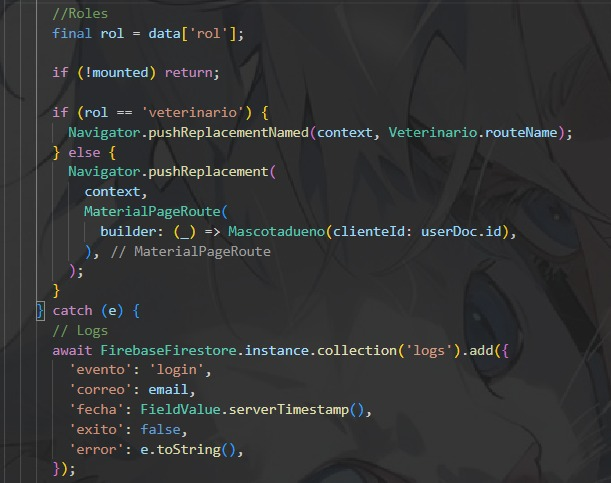 //Roles
final rol = data['rol'];
if (!mounted) return;
if (rol == 'veterinario') {
Navigator.pushReplacementNamed(context, Veterinario.routeName);
} else {
Navigator.pushReplacement(
context,
MaterialPageRoute(
builder: (_) => Mascotadueno(clienteId: userDoc.id),
), // MaterialPageRoute
);
}
} catch (e) {
// Logs
await FirebaseFirestore.instance.collection('logs').add({
'evento': 'login',
'correo': email,
'fecha': FieldValue.serverTimestamp(),
'exito': false,
'error': e.toString(),
});